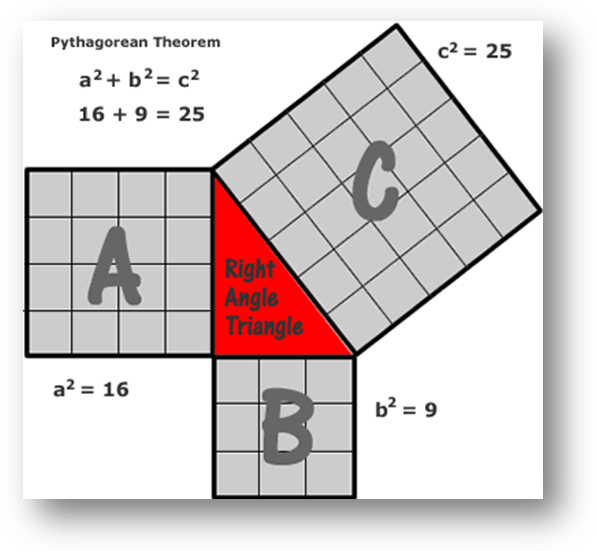 Pythagorean Theorem
a² + b² = c²
16 + 9 = 25
c² = 25
C
A
Right
Angle
Triangle
a² = 16
B
b² = 9